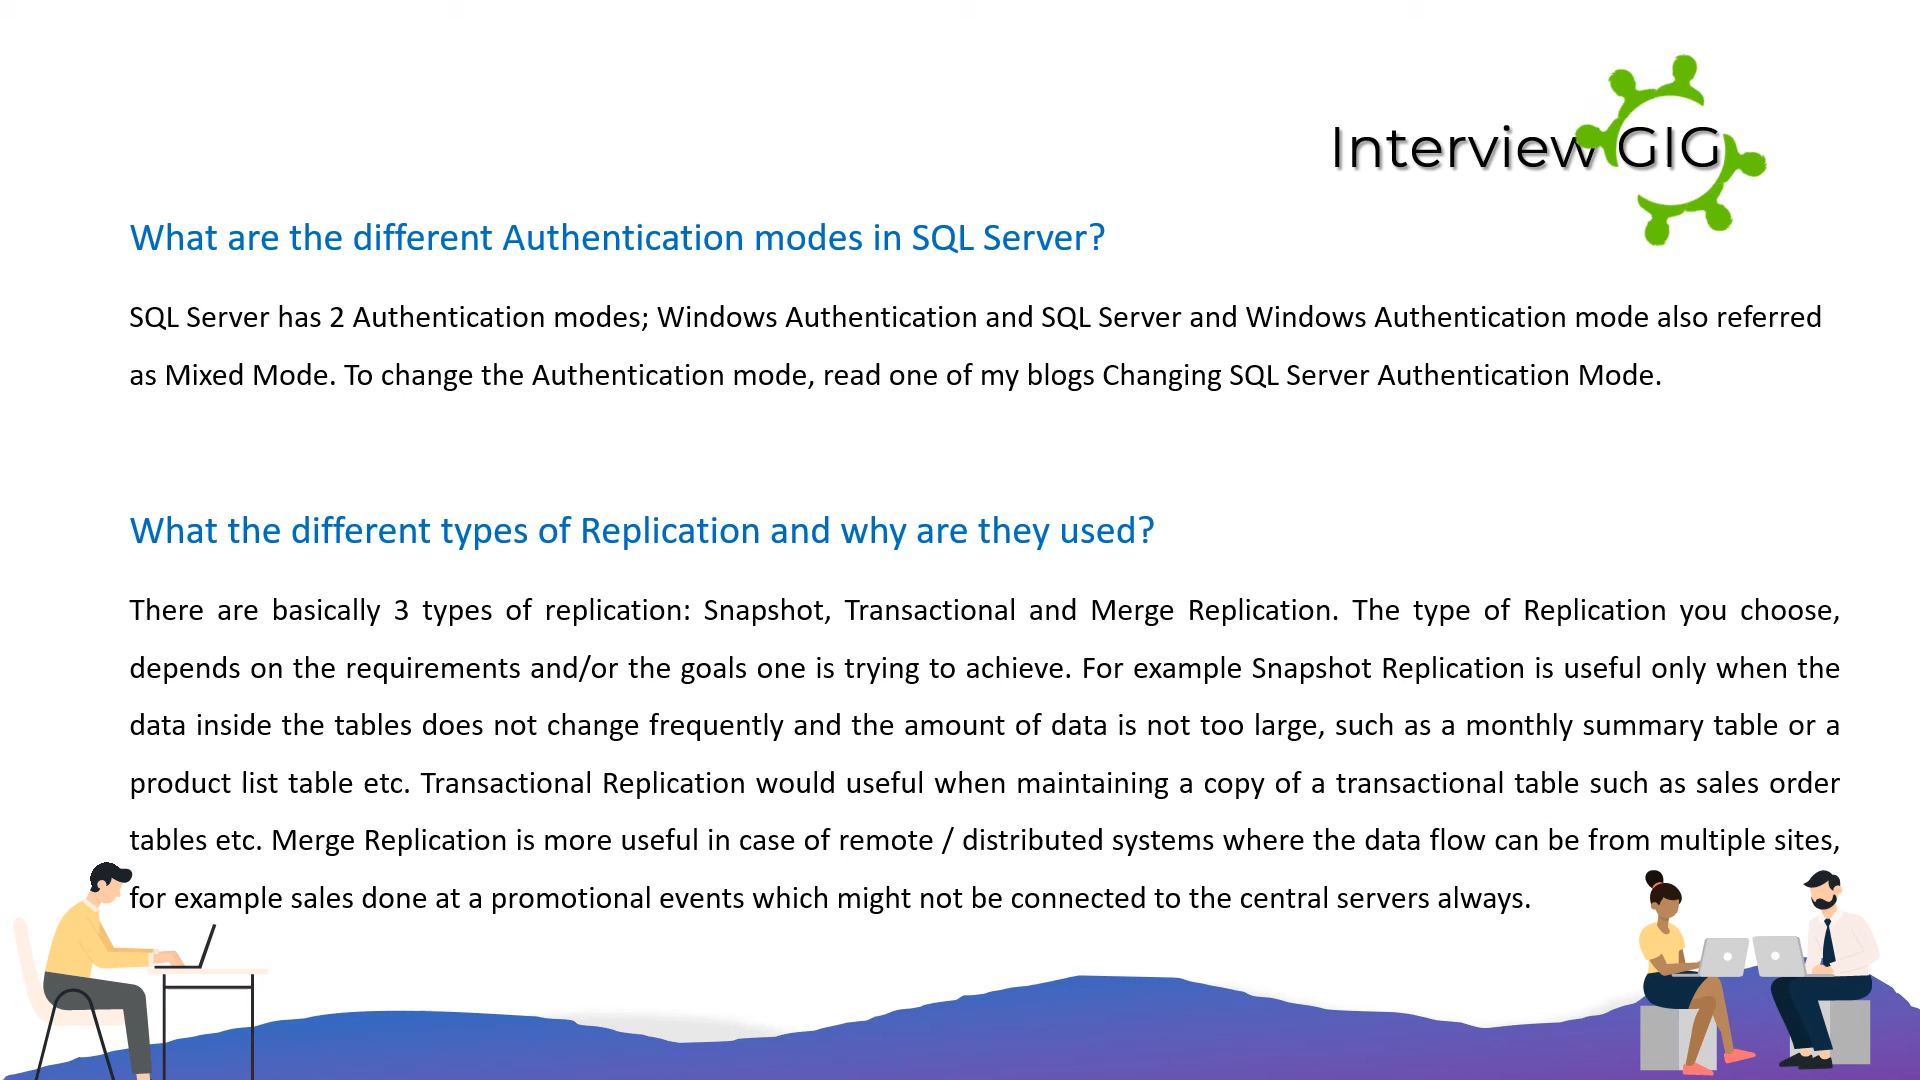 Interview GIG
What are the different Authentication modes in SQL Server?
SQL Server has 2 Authentication modes; Windows Authentication and SQL Server and Windows Authentication mode also referred
as Mixed Mode. To change the Authentication mode, read one of my blogs Changing SQL Server Authentication Mode.
What the different types of Replication and why are they used?
There are basically 3 types of replication: Snapshot, Transactional and Merge Replication. The type of Replication you choose,
depends on the requirements and/or the goals one is trying to achieve. For example Snapshot Replication is useful only when the
data inside the tables does not change frequently and the amount of data is not too large, such as a monthly summary table or a
product list table etc. Transactional Replication would useful when maintaining a copy of a transactional table such as sales order
tables etc. Merge Replication is more useful in case of remote / distributed systems where the data flow can be from multiple sites,
for example sales done at a promotional events which might not be connected to the central servers always.